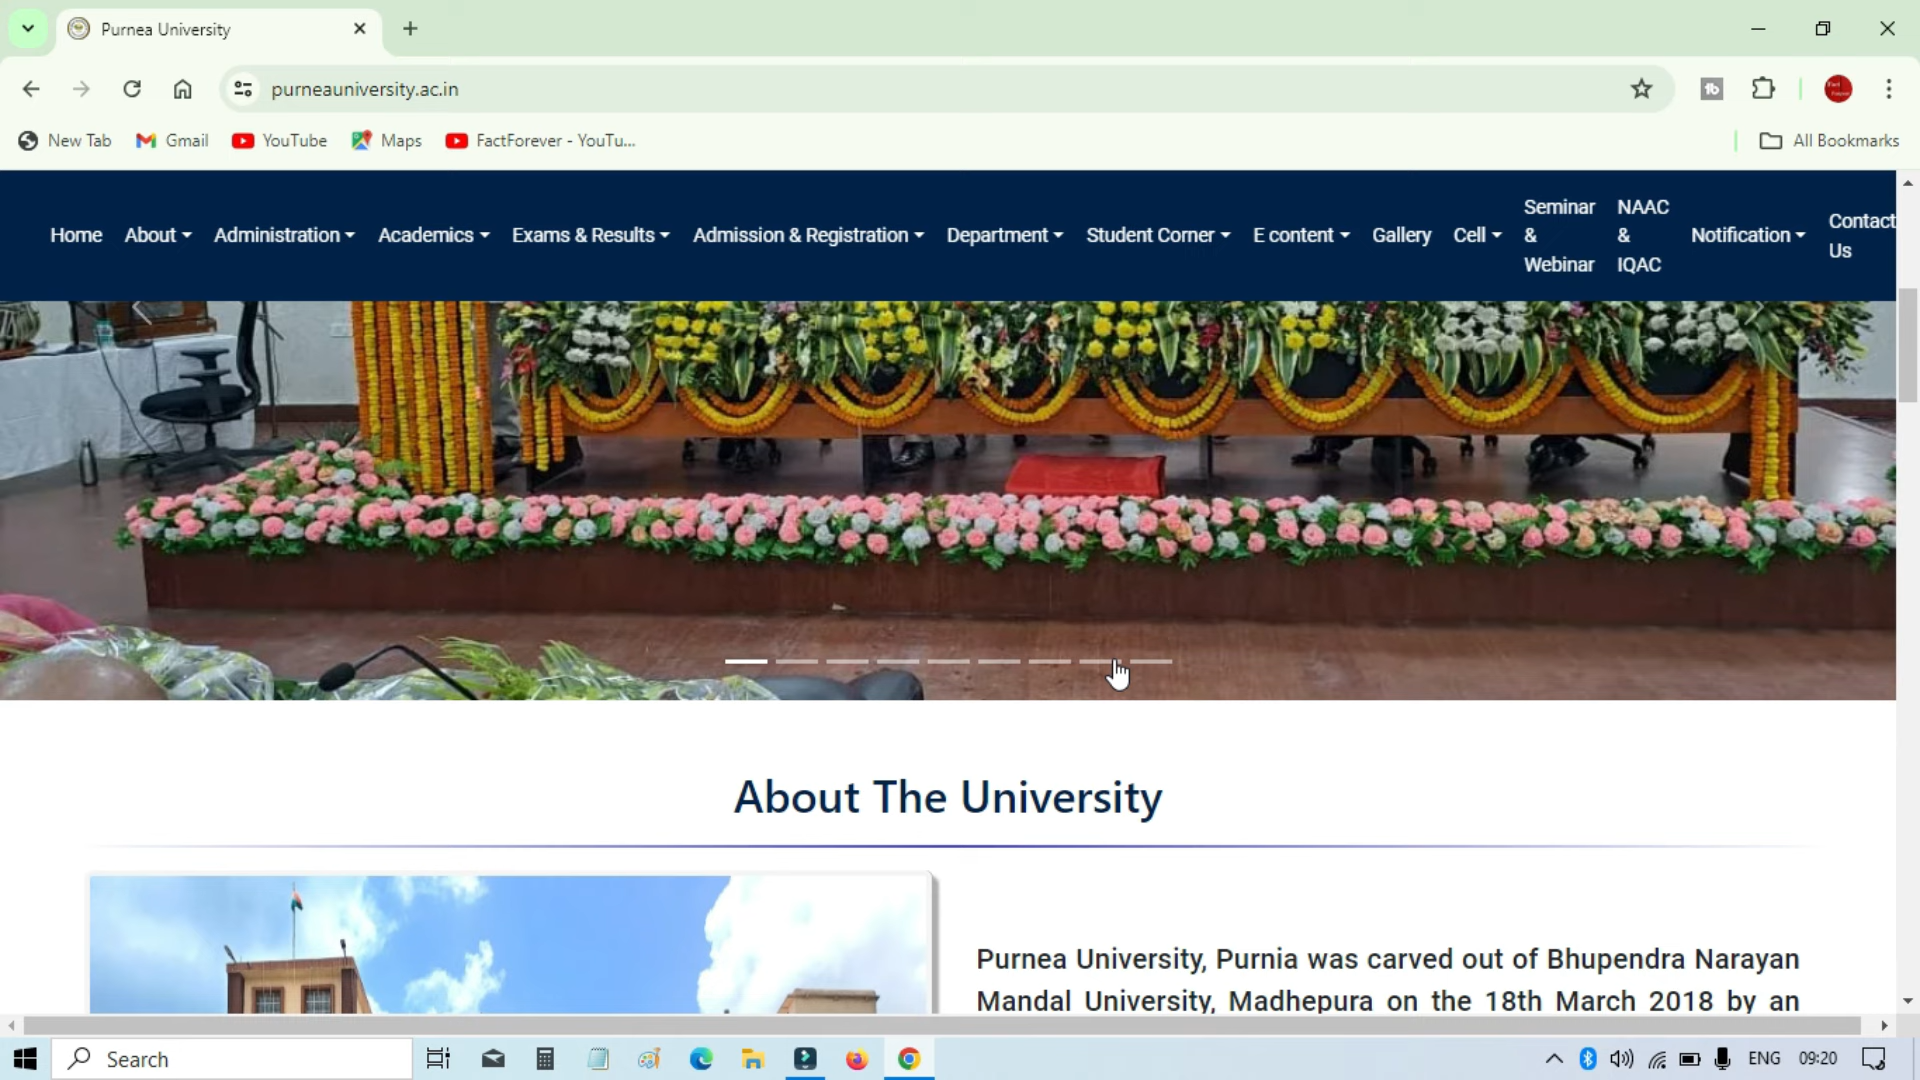 Purnea University
purneauniversity.ac.in
New Tab Gmail YouTube Maps FactForever - YouTu... All Bookmarks
Home About Administration Academics Exams & Results Admission & Registration Department Student Corner E content Gallery Cell Seminar & Webinar NAAC & IQAC Notification Contact Us
About The University
Purnea University, Purnia was carved out of Bhupendra Narayan
Mandal University, Madhepura on the 18th March 2018 by an
Search ENG 09:20